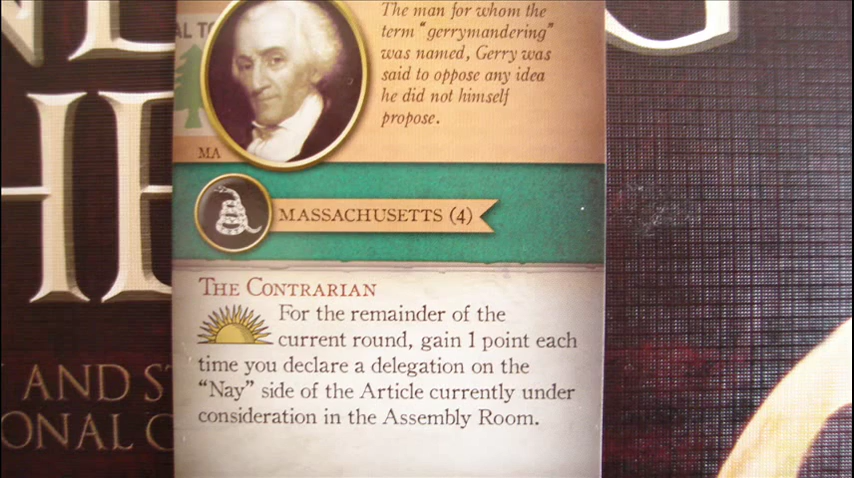 The man for whom the
term "gerrymandering"
was named, Gerry was
said to oppose any idea
he did not himself
propose.
MA
MASSACHUSETTS (4)
THE CONTRARIAN
For the remainder of the
current round, gain 1 point each
time you declare a delegation on the
"Nay" side of the Article currently under
consideration in the Assembly Room.
AND